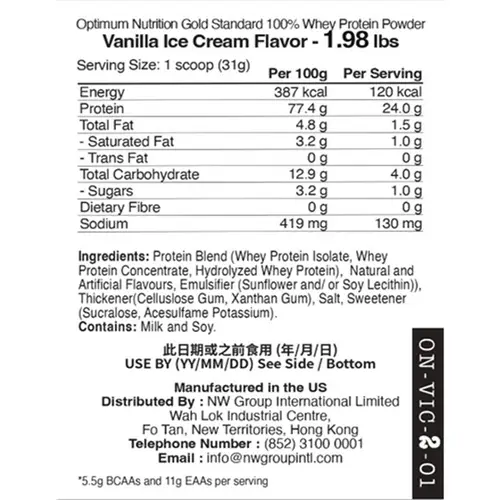 Optimum Nutrition Gold Standard 100% Whey Protein Powder
Vanilla Ice Cream Flavor - 1.98 lbs
Serving Size: 1 scoop (31g) Per 100g Per Serving
Energy 387 kcal 120 kcal
Protein 77.4 g 24.0 g
Total Fat 4.8 g 1.5 g
- Saturated Fat 3.2 g 1.0 g
- Trans Fat 0 g 0 g
Total Carbohydrate 12.9 g 4.0 g
- Sugars 3.2 g 1.0 g
Dietary Fibre 0 g 0 g
Sodium 419 mg 130 mg
Ingredients: Protein Blend (Whey Protein Isolate, Whey
Protein Concentrate, Hydrolyzed Whey Protein), Natural and
Artificial Flavours, Emulsifier (Sunflower and/ or Soy Lecithin)),
Thickener(Celluslose Gum, Xanthan Gum), Salt, Sweetener
(Sucralose, Acesulfame Potassium).
Contains: Milk and Soy.
此日期或之前食用 (年/月/日)
USE BY (YY/MM/DD) See Side / Bottom
Manufactured in the US
Distributed By : NW Group International Limited
Wah Lok Industrial Centre,
Fo Tan, New Territories, Hong Kong
Telephone Number : (852) 3100 0001
Email : info@nwgroupintl.com
*5.5g BCAAs and 11g EAAs per serving
ON-VIC-2-01